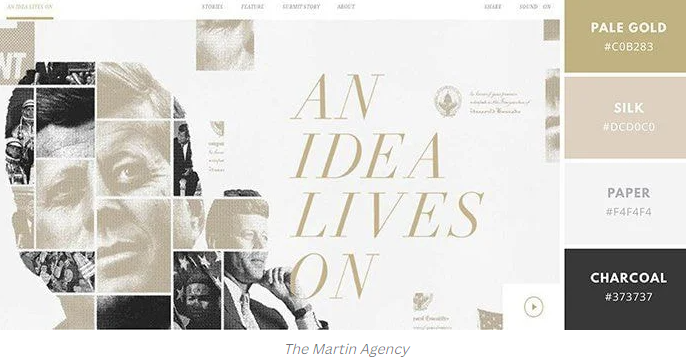 AN IDEA LIVES ON
STORIES FEATURE SUBMIT STORY ABOUT
SHARE SOUND ON
NT
AN
IDEA
LIVES
ON
PALE GOLD
#C0B283
SILK
#DCD0C0
PAPER
#F4F4F4
CHARCOAL
#373737
The Martin Agency